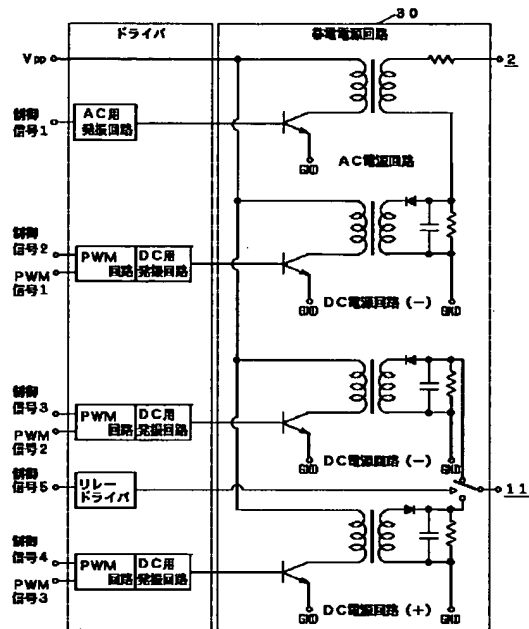 30
ドライバ
帯電電源回路
Vpp
2
制御
信号1
AC用
発振回路
GND
AC電源回路
制御
信号2
PWM
信号1
PWM
回路
DC用
発振回路
GND
DC電源回路(-)
GND
制御
信号3
PWM
信号2
PWM
回路
DC用
発振回路
GND
DC電源回路(-)
GND
制御
信号5
リレー
ドライバ
11
制御
信号4
PWM
信号3
PWM
回路
DC用
発振回路
GND
DC電源回路(+)
GND